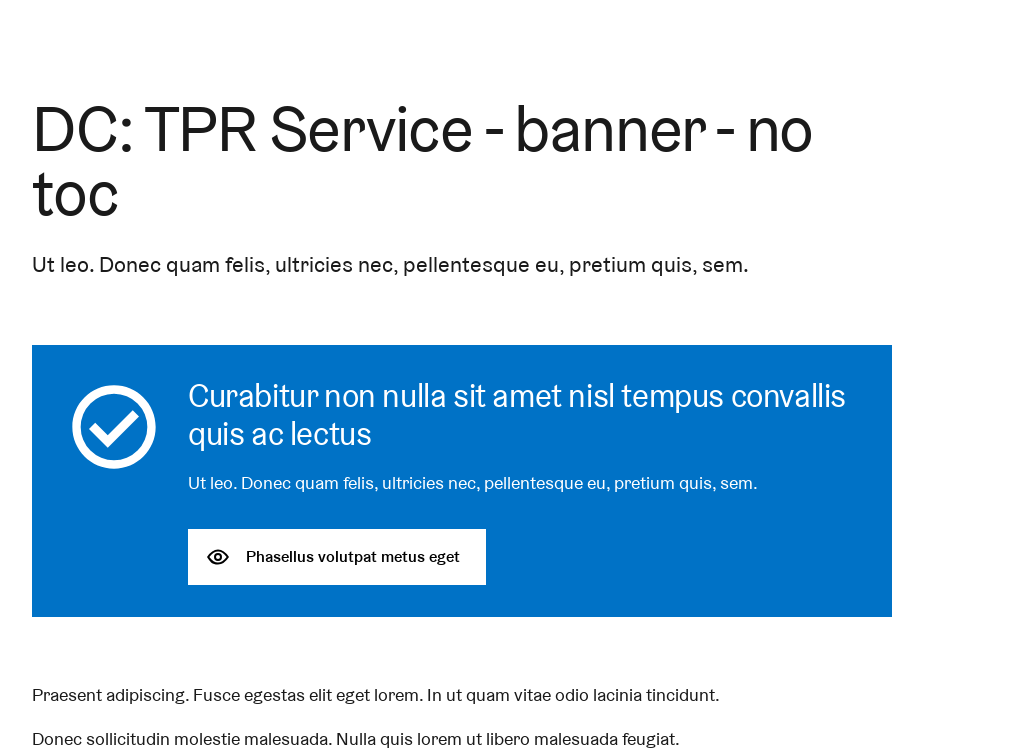 DC: TPR Service - banner - no
toc
Ut leo. Donec quam felis, ultricies nec, pellentesque eu, pretium quis, sem.
Curabitur non nulla sit amet nisl tempus convallis
quis ac lectus
Ut leo. Donec quam felis, ultricies nec, pellentesque eu, pretium quis, sem.
Phasellus volutpat metus eget
Praesent adipiscing. Fusce egestas elit eget lorem. In ut quam vitae odio lacinia tincidunt.
Donec sollicitudin molestie malesuada. Nulla quis lorem ut libero malesuada feugiat.